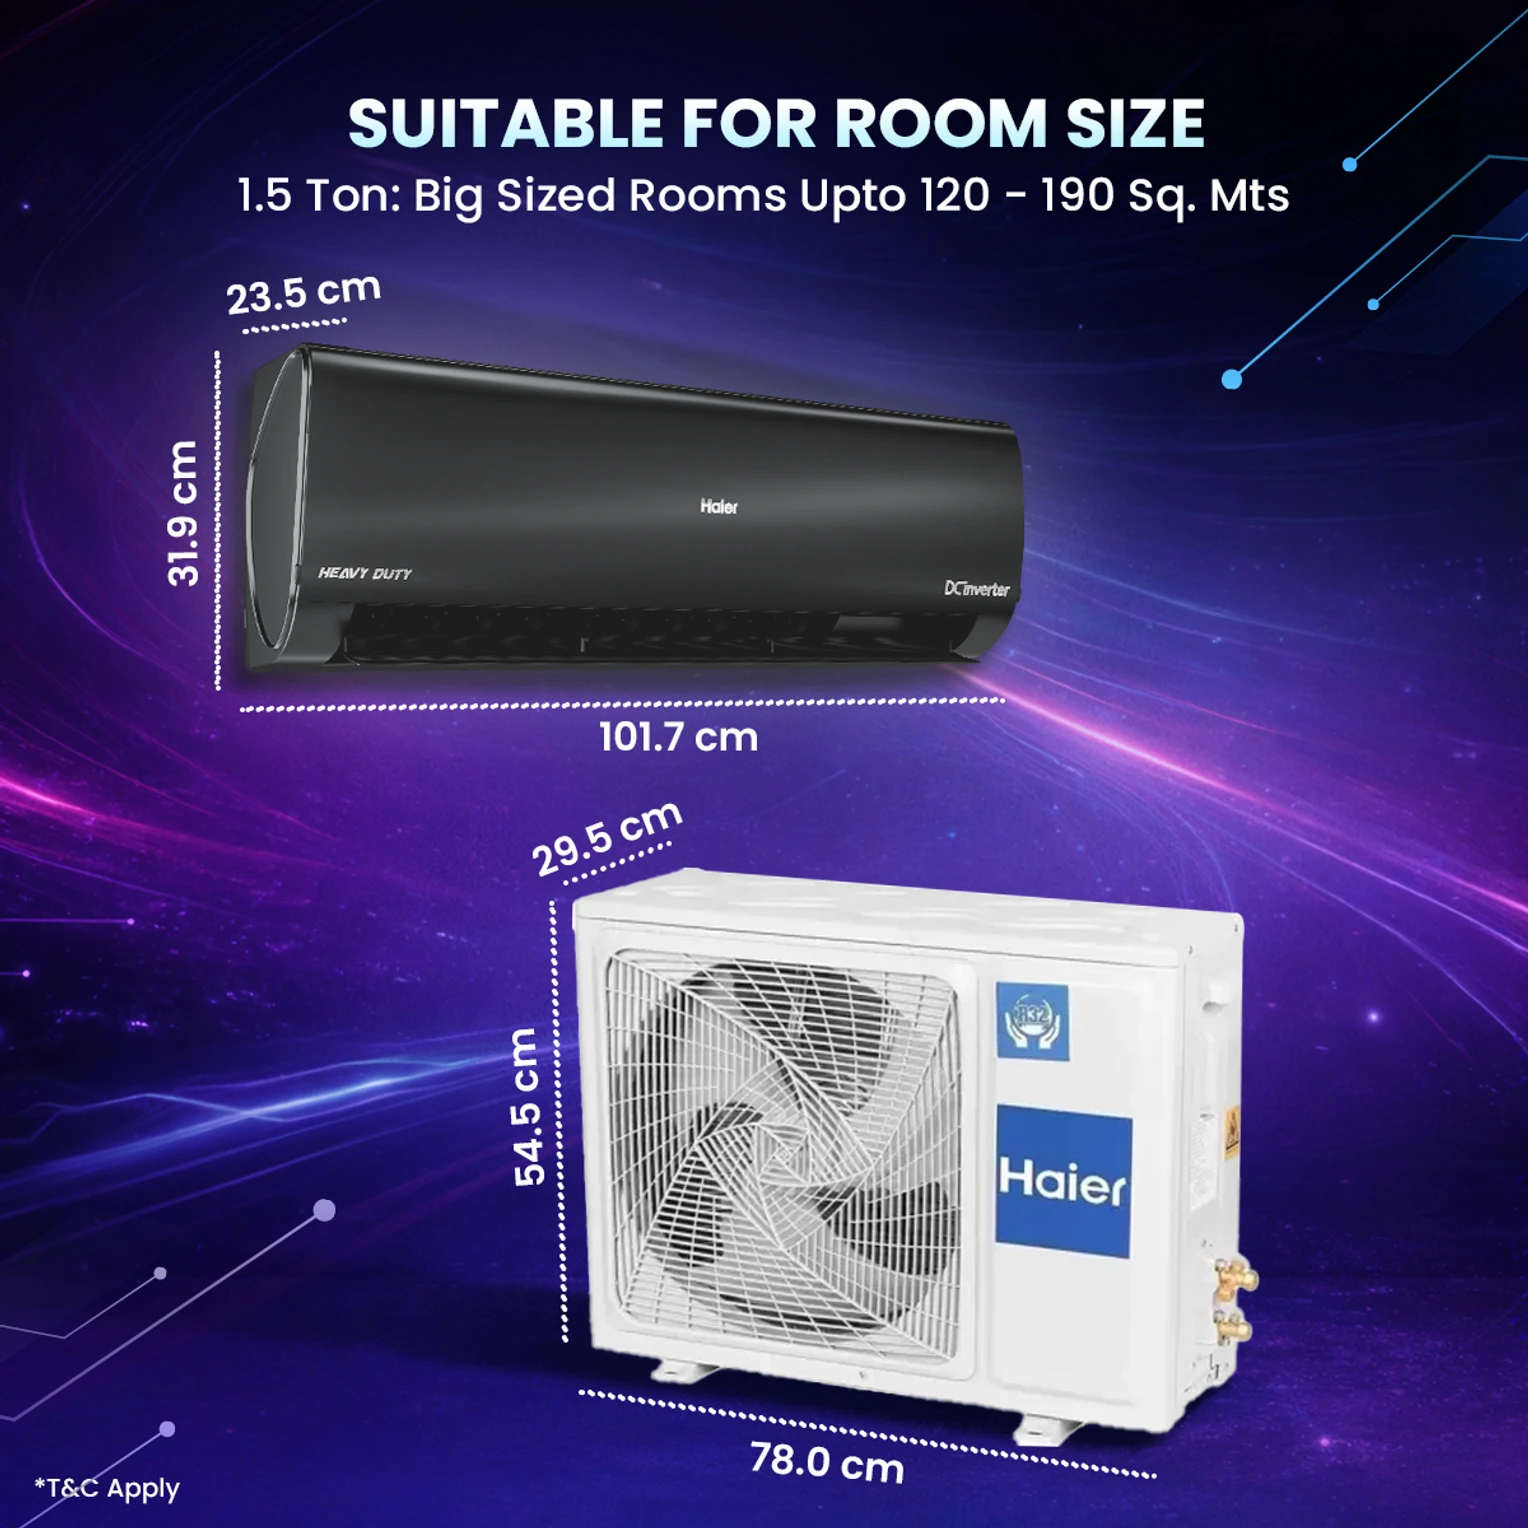 SUITABLE FOR ROOM SIZE
1.5 Ton: Big Sized Rooms Upto 120 - 190 Sq. Mts
23.5 cm
31.9 cm
Haier
HEAVY DUTY
DC inverter
101.7 cm
29.5 cm
R32
54.5 cm
Haier
78.0 cm
*T&C Apply